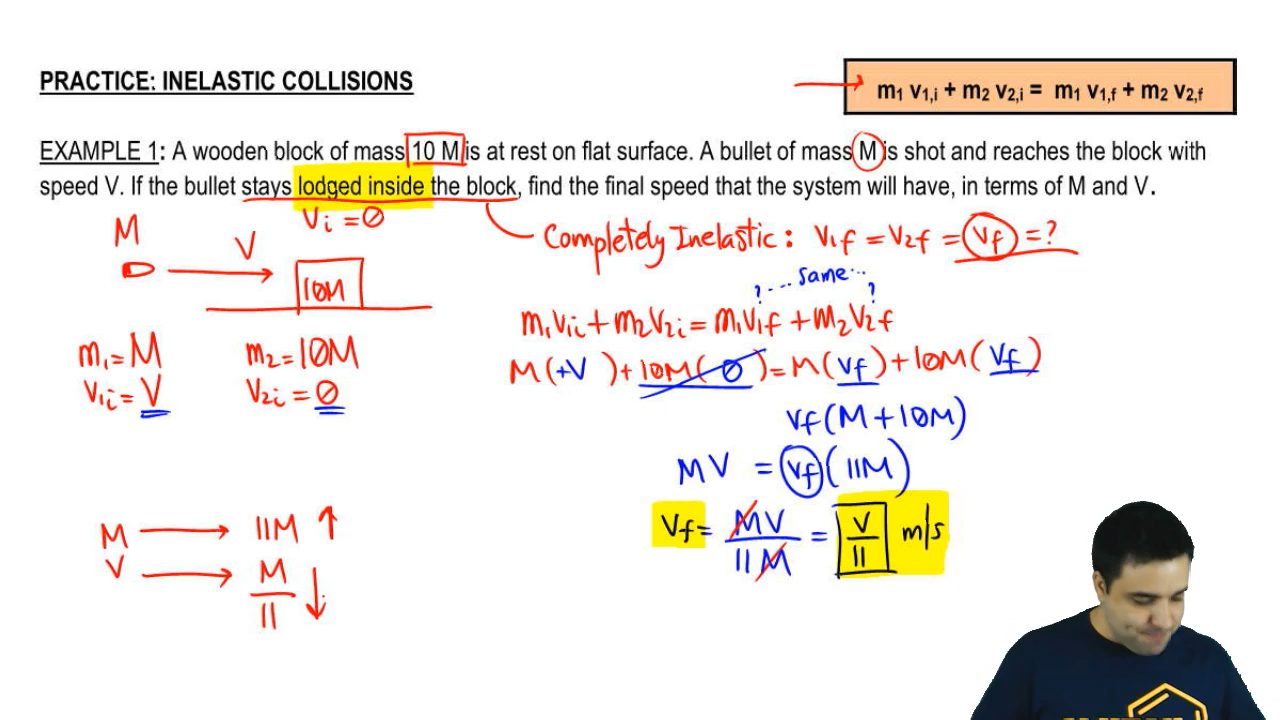 PRACTICE: INELASTIC COLLISIONS
m1 v1,i + m2 v2,i = m1 v1,f + m2 v2,f
EXAMPLE 1: A wooden block of mass 10 M is at rest on flat surface. A bullet of mass M is shot and reaches the block with
speed V. If the bullet stays lodged inside the block, find the final speed that the system will have, in terms of M and V.
Vi = 0
M
V
10M
Completely Inelastic: V1f = V2f = Vf = ?
? .... same ... ?
m1V1i + m2V2i = m1V1f + m2V2f
m1 = M
V1i = V
m2 = 10M
V2i = 0
M(+V) + 10M(0) = M(Vf) + 10M(Vf)
Vf(M + 10M)
MV = Vf(11M)
Vf = MV/11M = V/11 m/s
M → 11M ↑
V → M/11 ↓